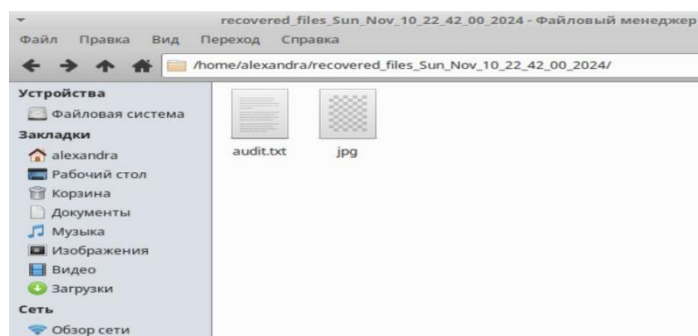 recovered_files_Sun_Nov_10_22_42_00_2024 - Файловый менеджер
Файл Правка Вид Переход Справка
/home/alexandra/recovered_files_Sun_Nov_10_22_42_00_2024/
Устройства
Файловая система
Закладки
alexandra
Рабочий стол
Корзина
Документы
Музыка
Изображения
Видео
Загрузки
Сеть
Обзор сети
audit.txt
jpg